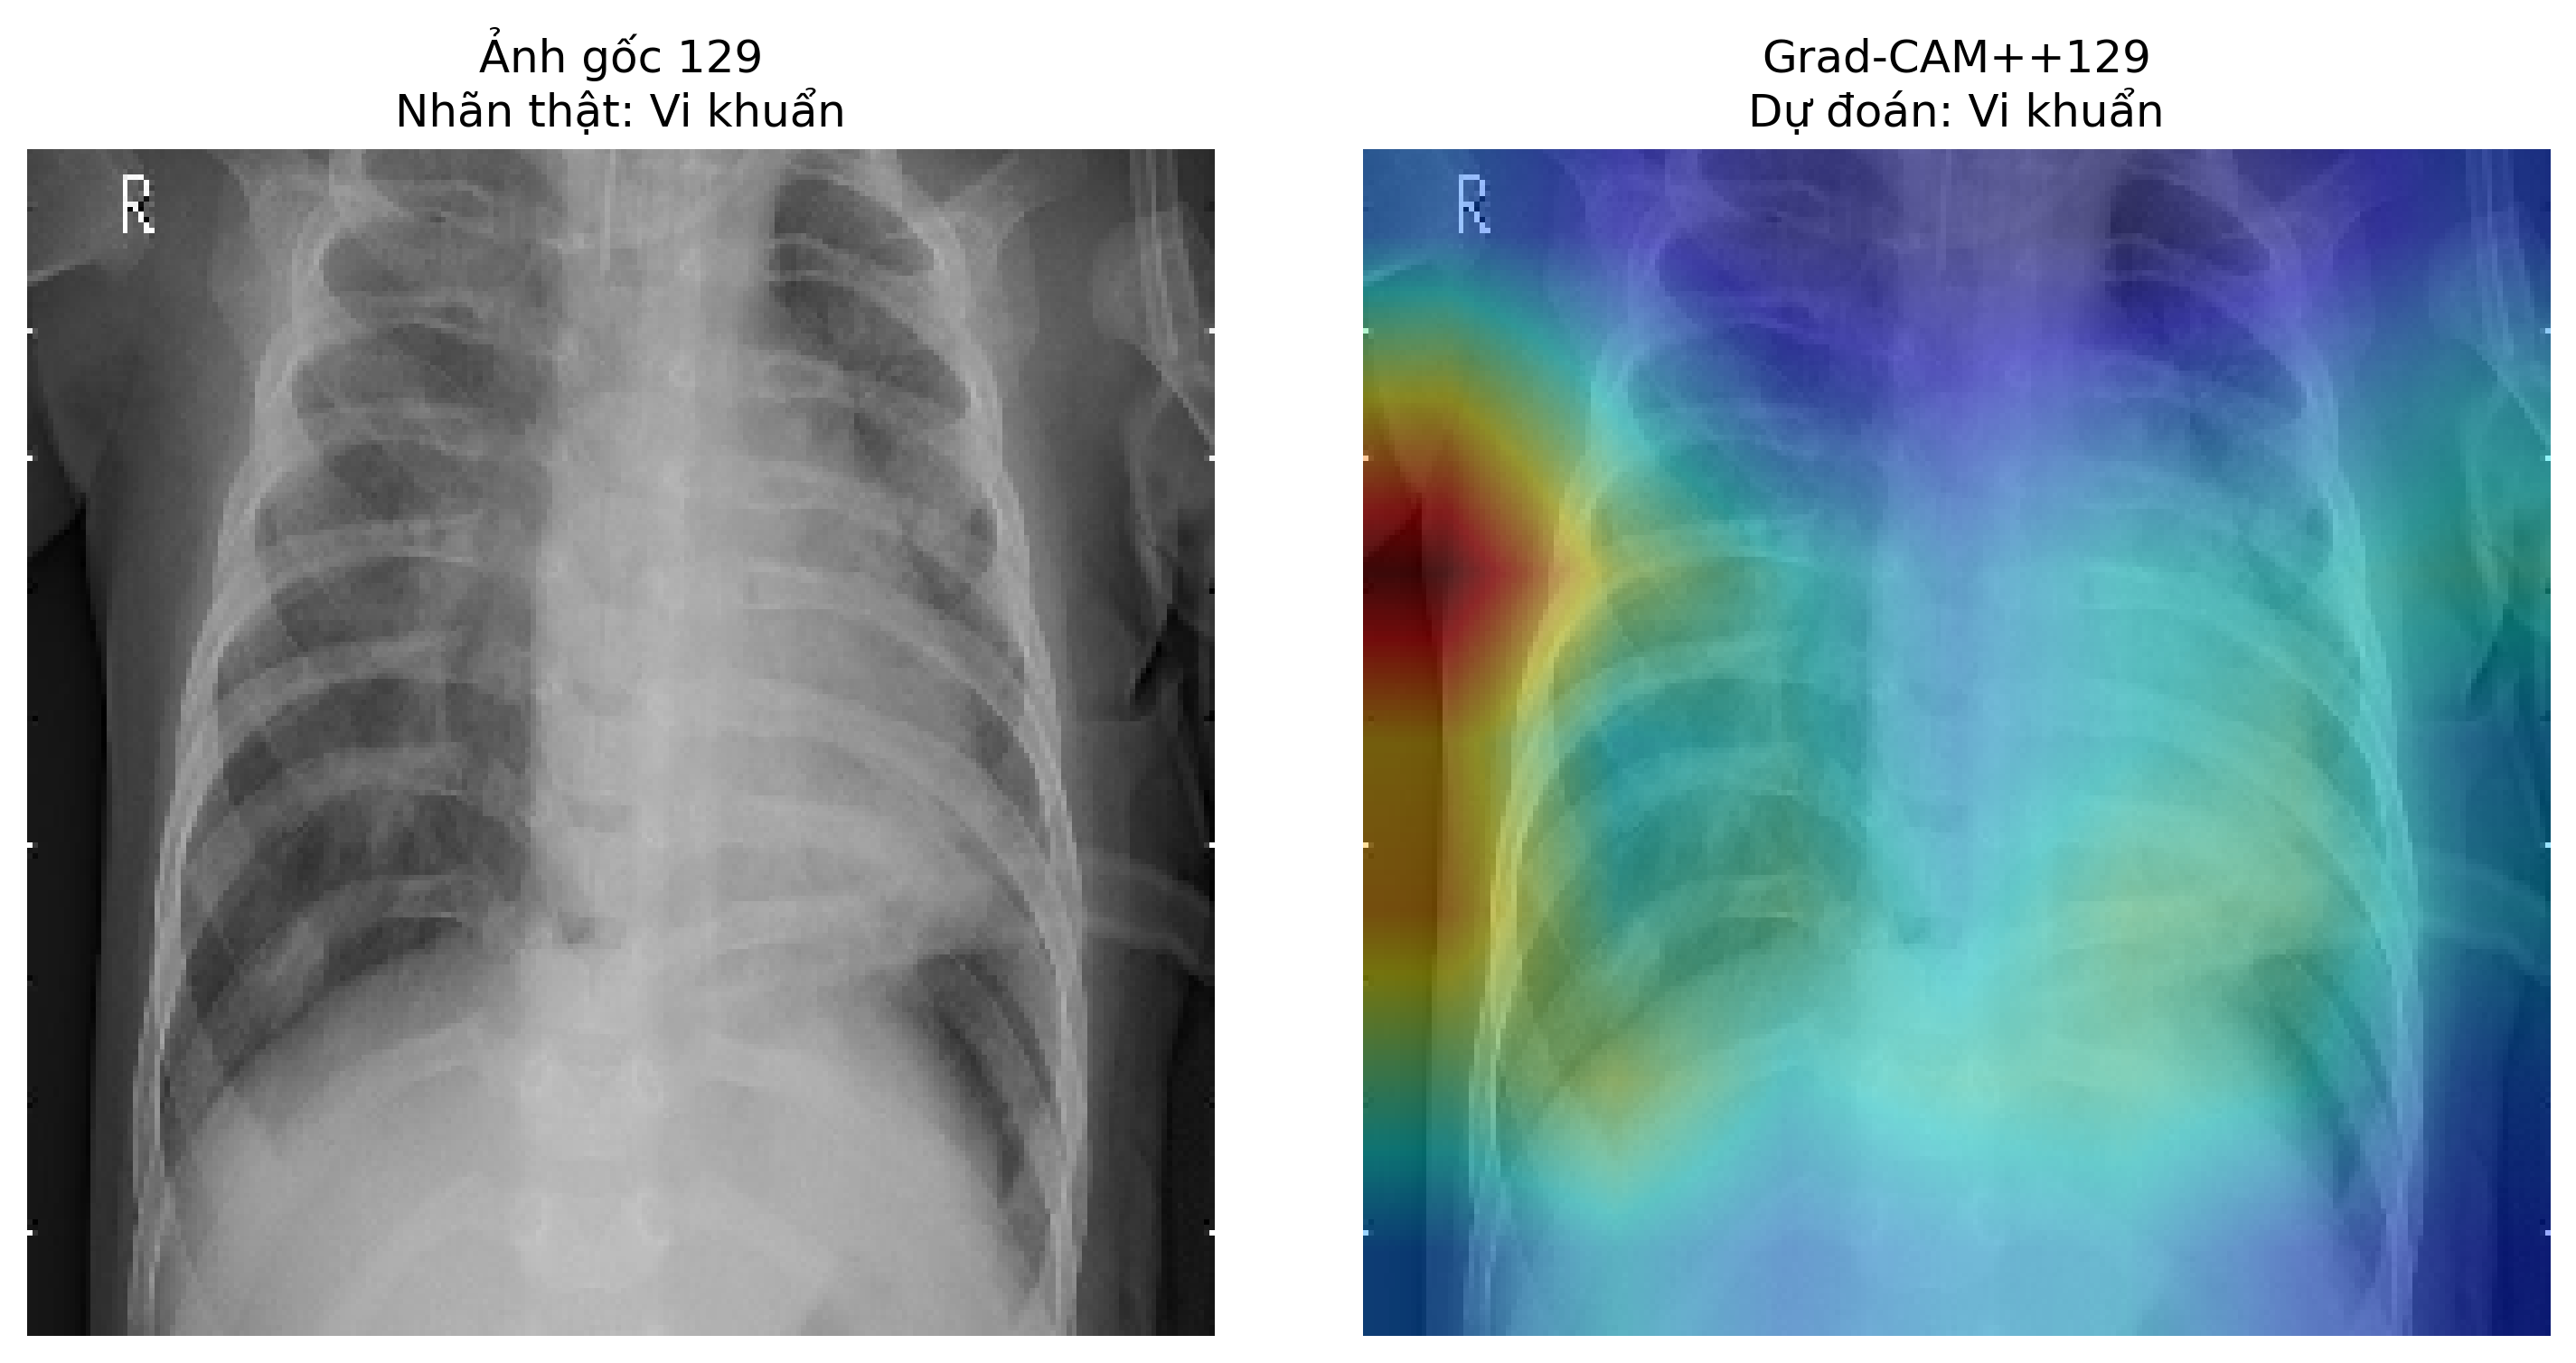 Ảnh gốc 129
Nhãn thật: Vi khuẩn
R
Grad-CAM++129
Dự đoán: Vi khuẩn
R